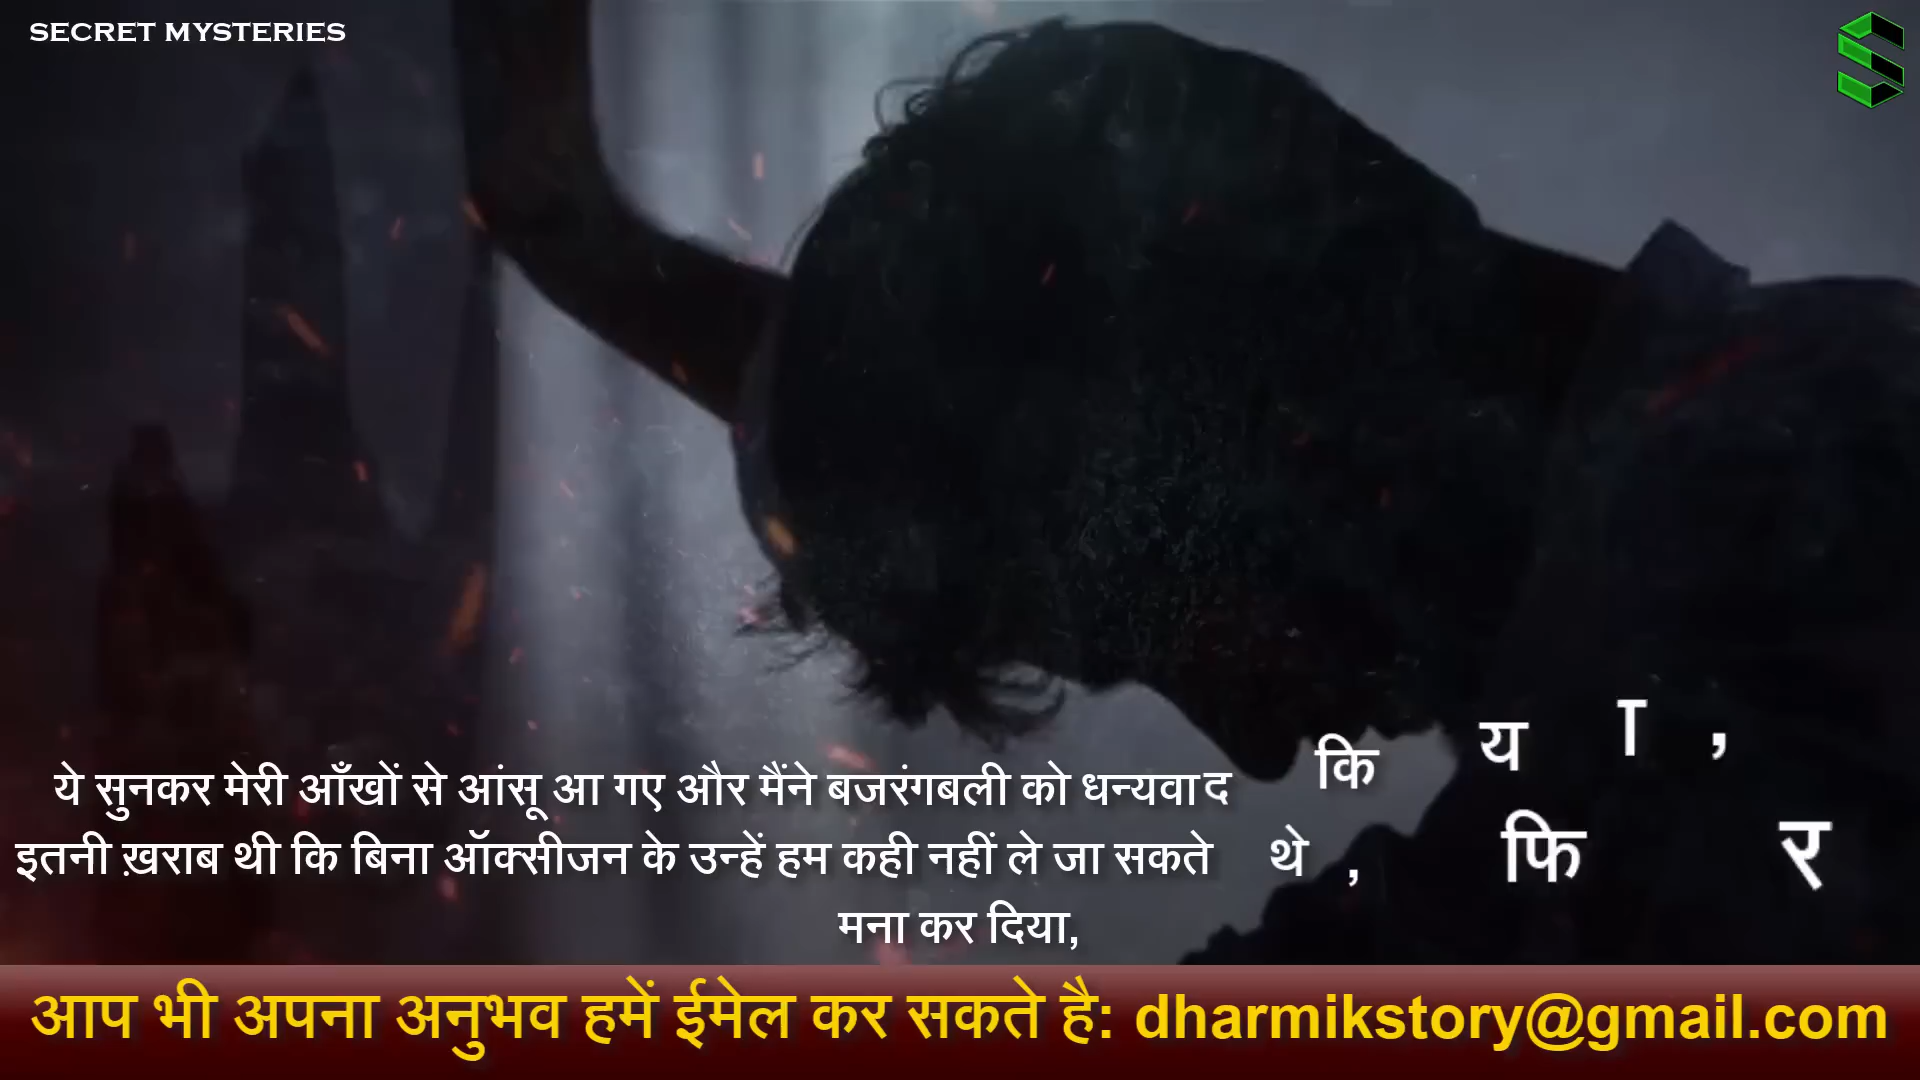 SECRET MYSTERIES
ये सुनकर मेरी आँखों से आंसू आ गए और मैंने बजरंगबली को धन्यवाद किया,
इतनी ख़राब थी कि बिना ऑक्सीजन के उन्हें हम कही नहीं ले जा सकते थे, फिर
मना कर दिया,
आप भी अपना अनुभव हमें ईमेल कर सकते है: dharmikstory@gmail.com